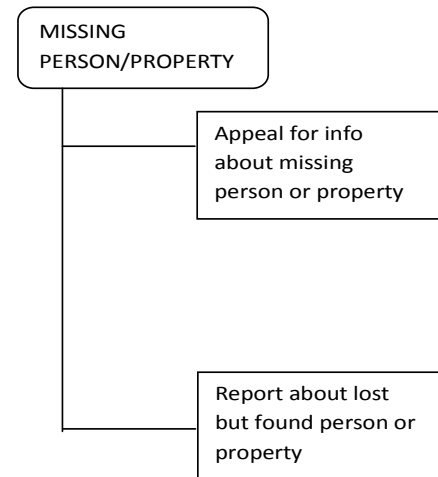 MISSING
PERSON/PROPERTY
Appeal for info
about missing
person or property
Report about lost
but found person or
property